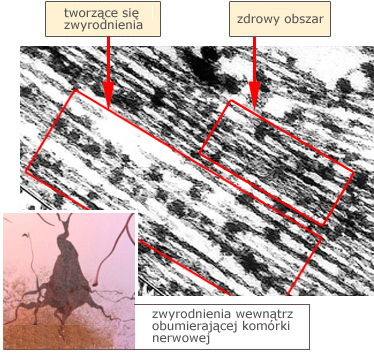 tworzące się
zwyrodnienia
zdrowy obszar
zwyrodnienia wewnątrz
obumierającej komórki
nerwowej